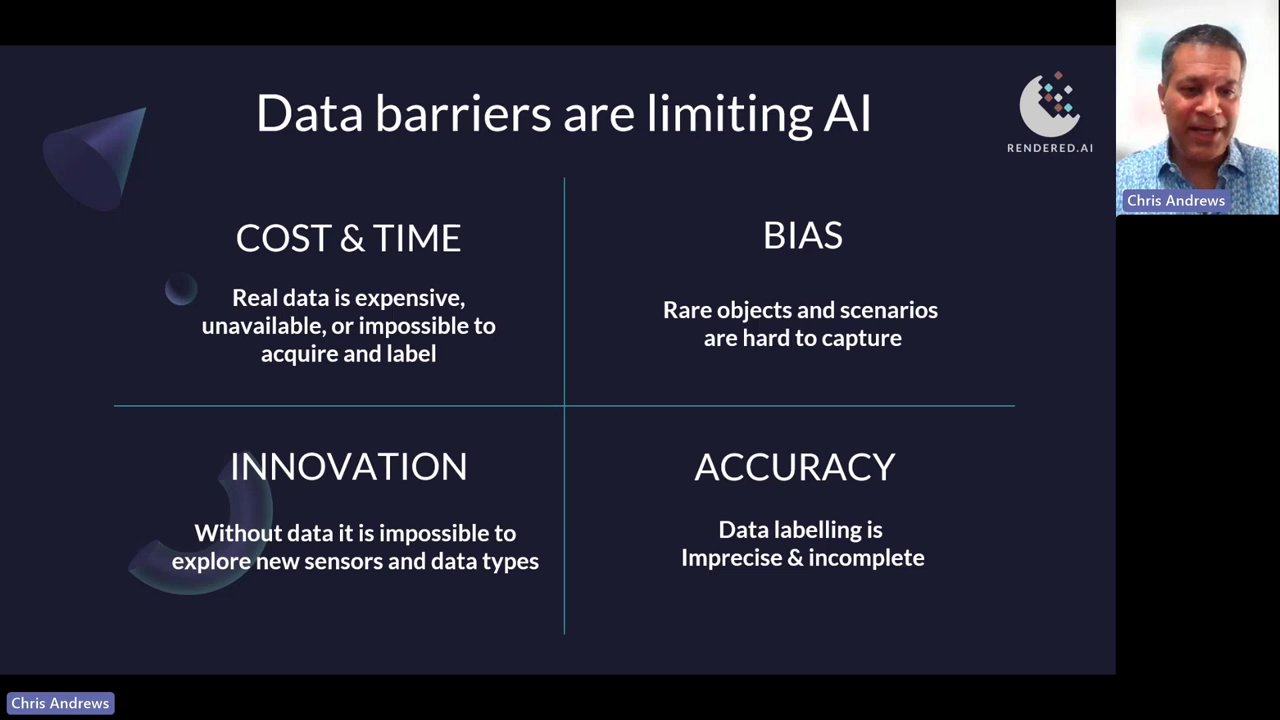 Data barriers are limiting AI
RENDERED.AI
Chris Andrews
COST & TIME
Real data is expensive,
unavailable, or impossible to
acquire and label
BIAS
Rare objects and scenarios
are hard to capture
INNOVATION
Without data it is impossible to
explore new sensors and data types
ACCURACY
Data labelling is
Imprecise & incomplete
Chris Andrews